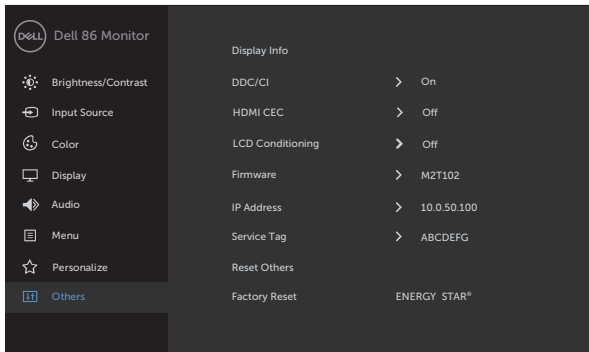 DELL Dell 86 Monitor
Brightness/Contrast
Input Source
Color
Display
Audio
Menu
Personalize
Others
Display Info
DDC/CI On
HDMI CEC Off
LCD Conditioning Off
Firmware M2T102
IP Address 10.0.50.100
Service Tag ABCDEFG
Reset Others
Factory Reset ENERGY STAR®